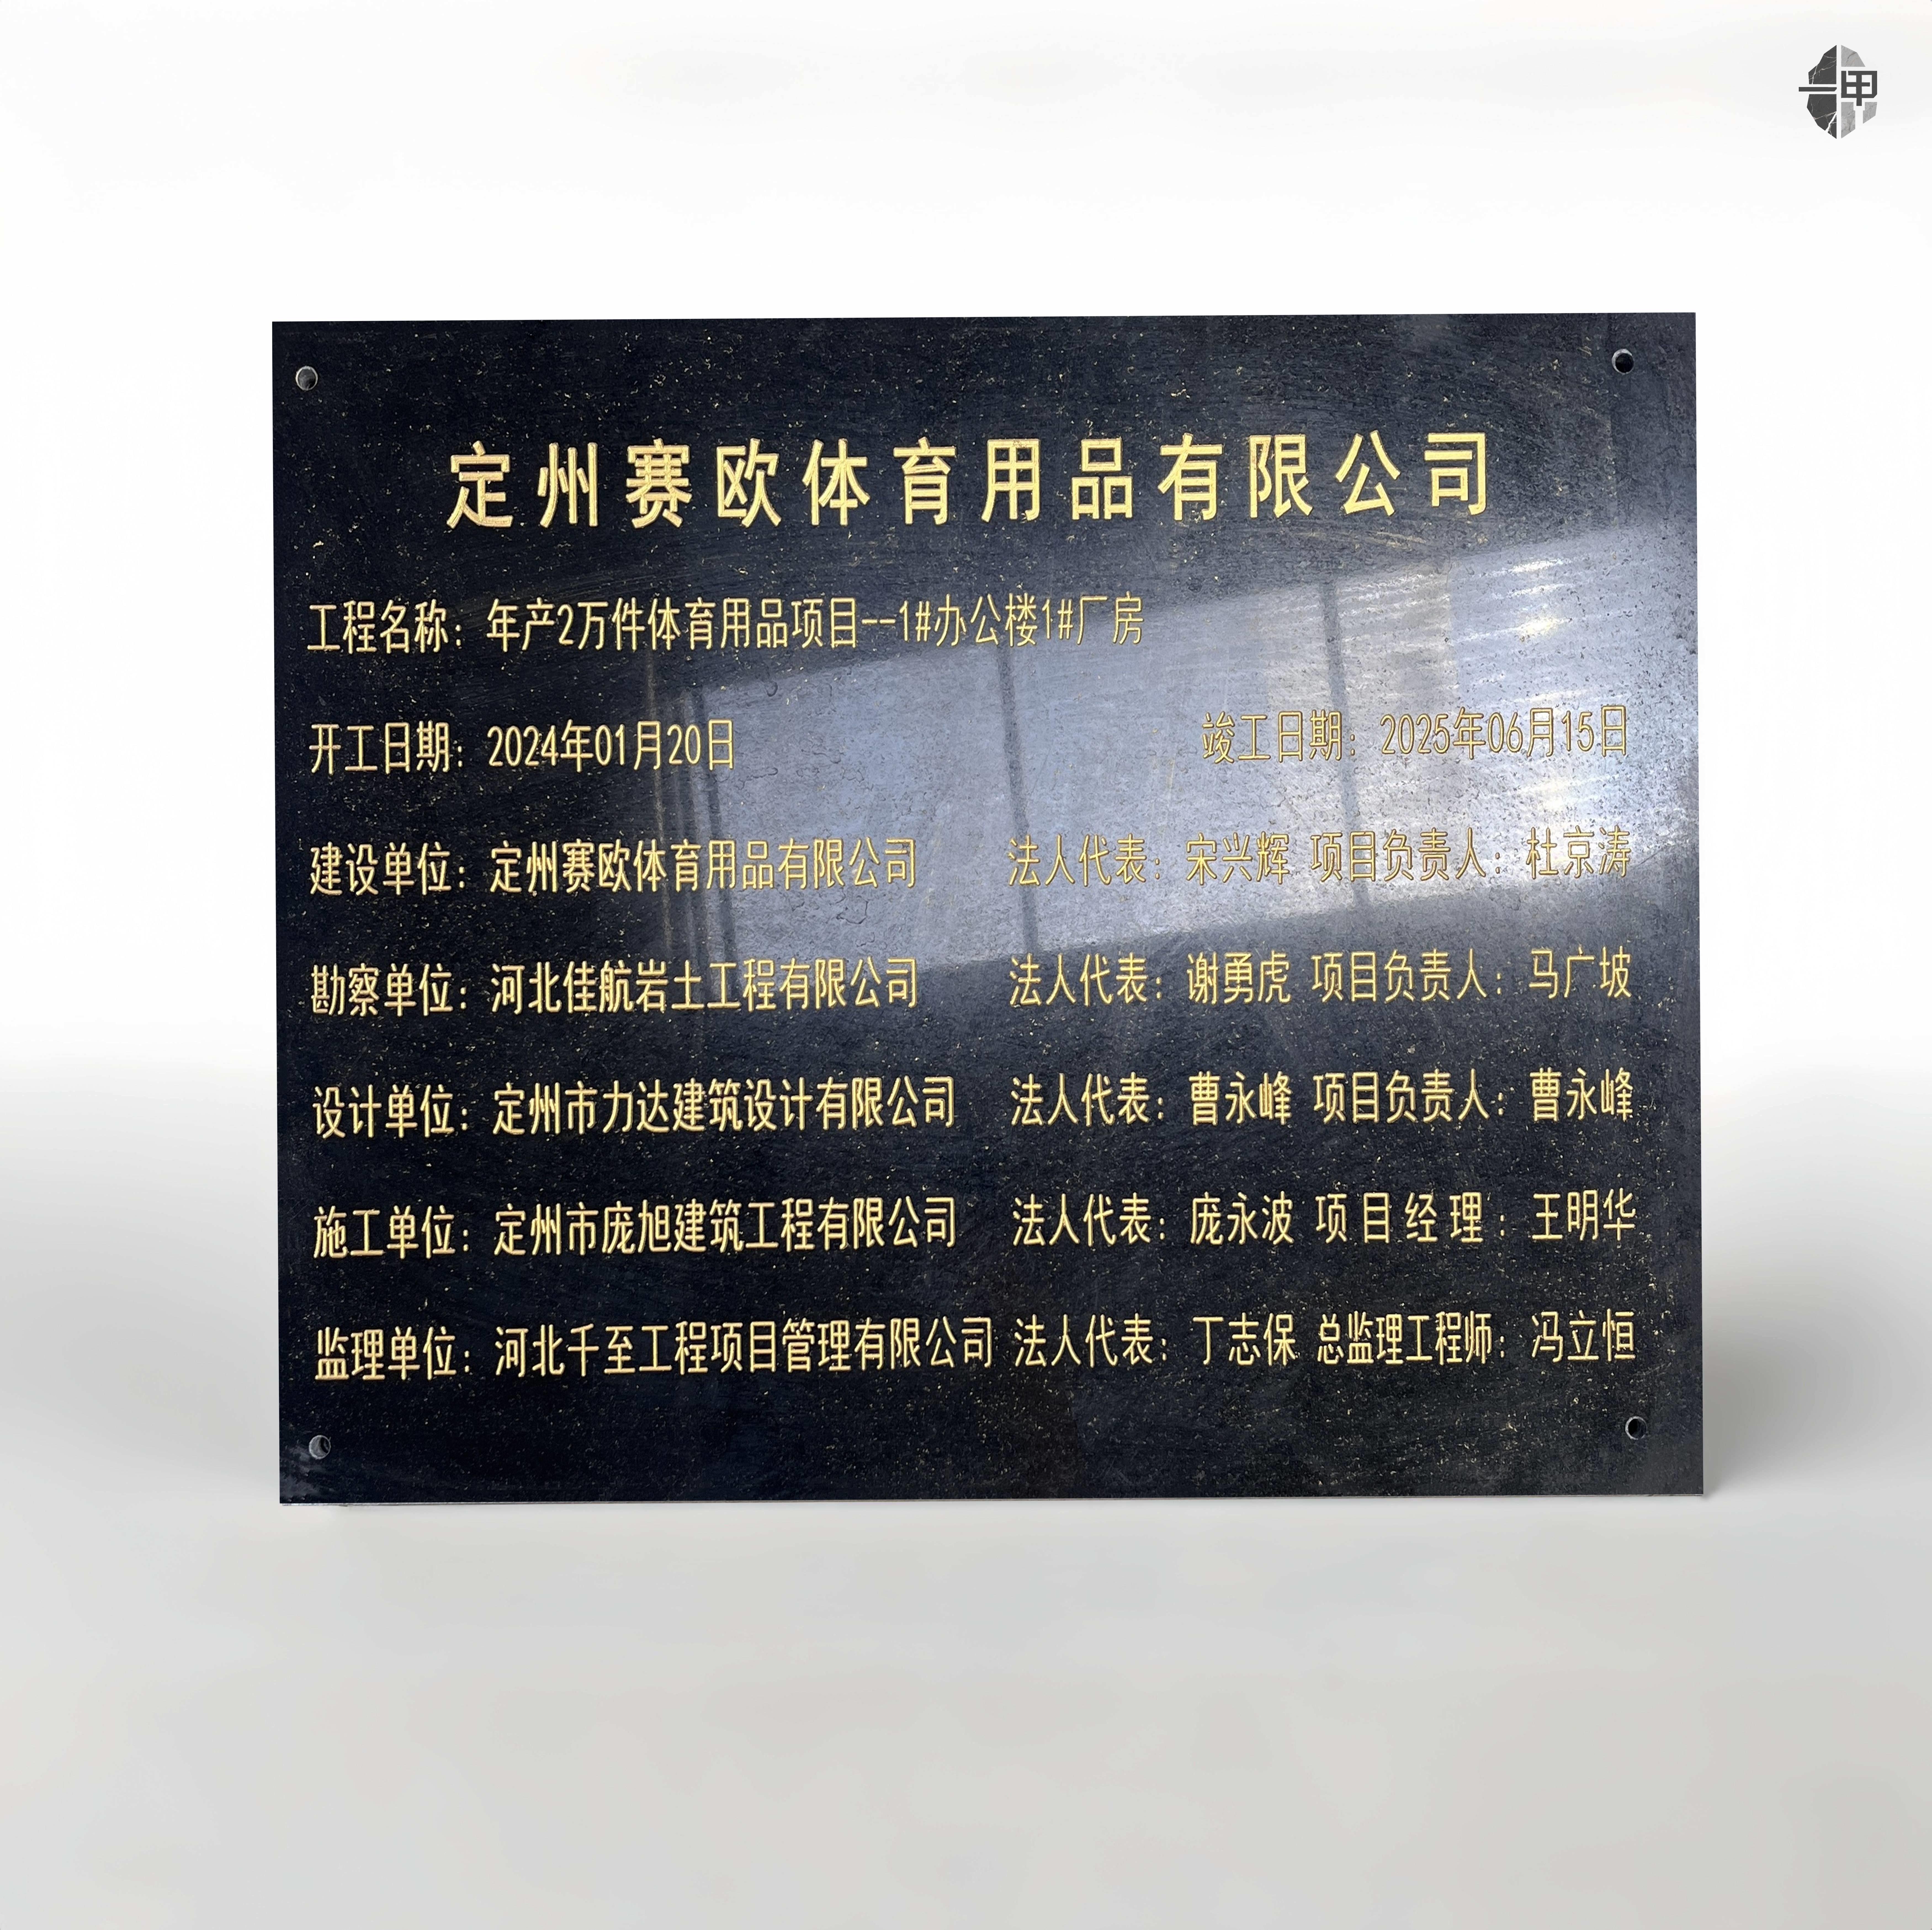 一甲
定州赛欧体育用品有限公司
工程名称：年产2万件体育用品项目--1#办公楼1#厂房
开工日期：2024年01月20日 竣工日期：2025年06月15日
建设单位：定州赛欧体育用品有限公司 法人代表：宋兴辉 项目负责人：杜京涛
勘察单位：河北佳航岩土工程有限公司 法人代表：谢勇虎 项目负责人：马广坡
设计单位：定州市力达建筑设计有限公司 法人代表：曹永峰 项目负责人：曹永峰
施工单位：定州市庞旭建筑工程有限公司 法人代表：庞永波 项目经理：王明华
监理单位：河北千至工程项目管理有限公司 法人代表：丁志保 总监理工程师：冯立恒